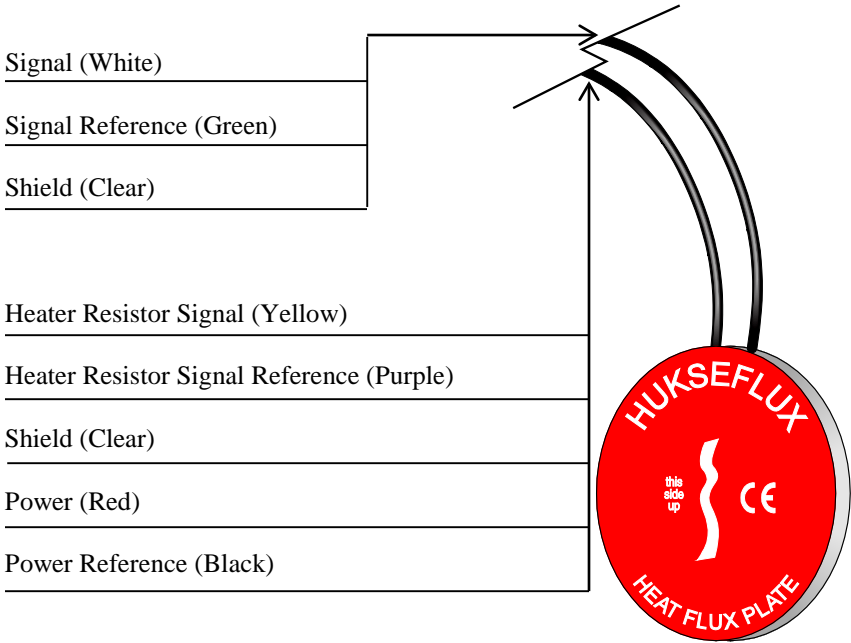 Signal (White)
Signal Reference (Green)
Shield (Clear)
Heater Resistor Signal (Yellow)
Heater Resistor Signal Reference (Purple)
Shield (Clear)
Power (Red)
Power Reference (Black)
HUKSEFLUX
this
side
up
CE
HEAT FLUX PLATE